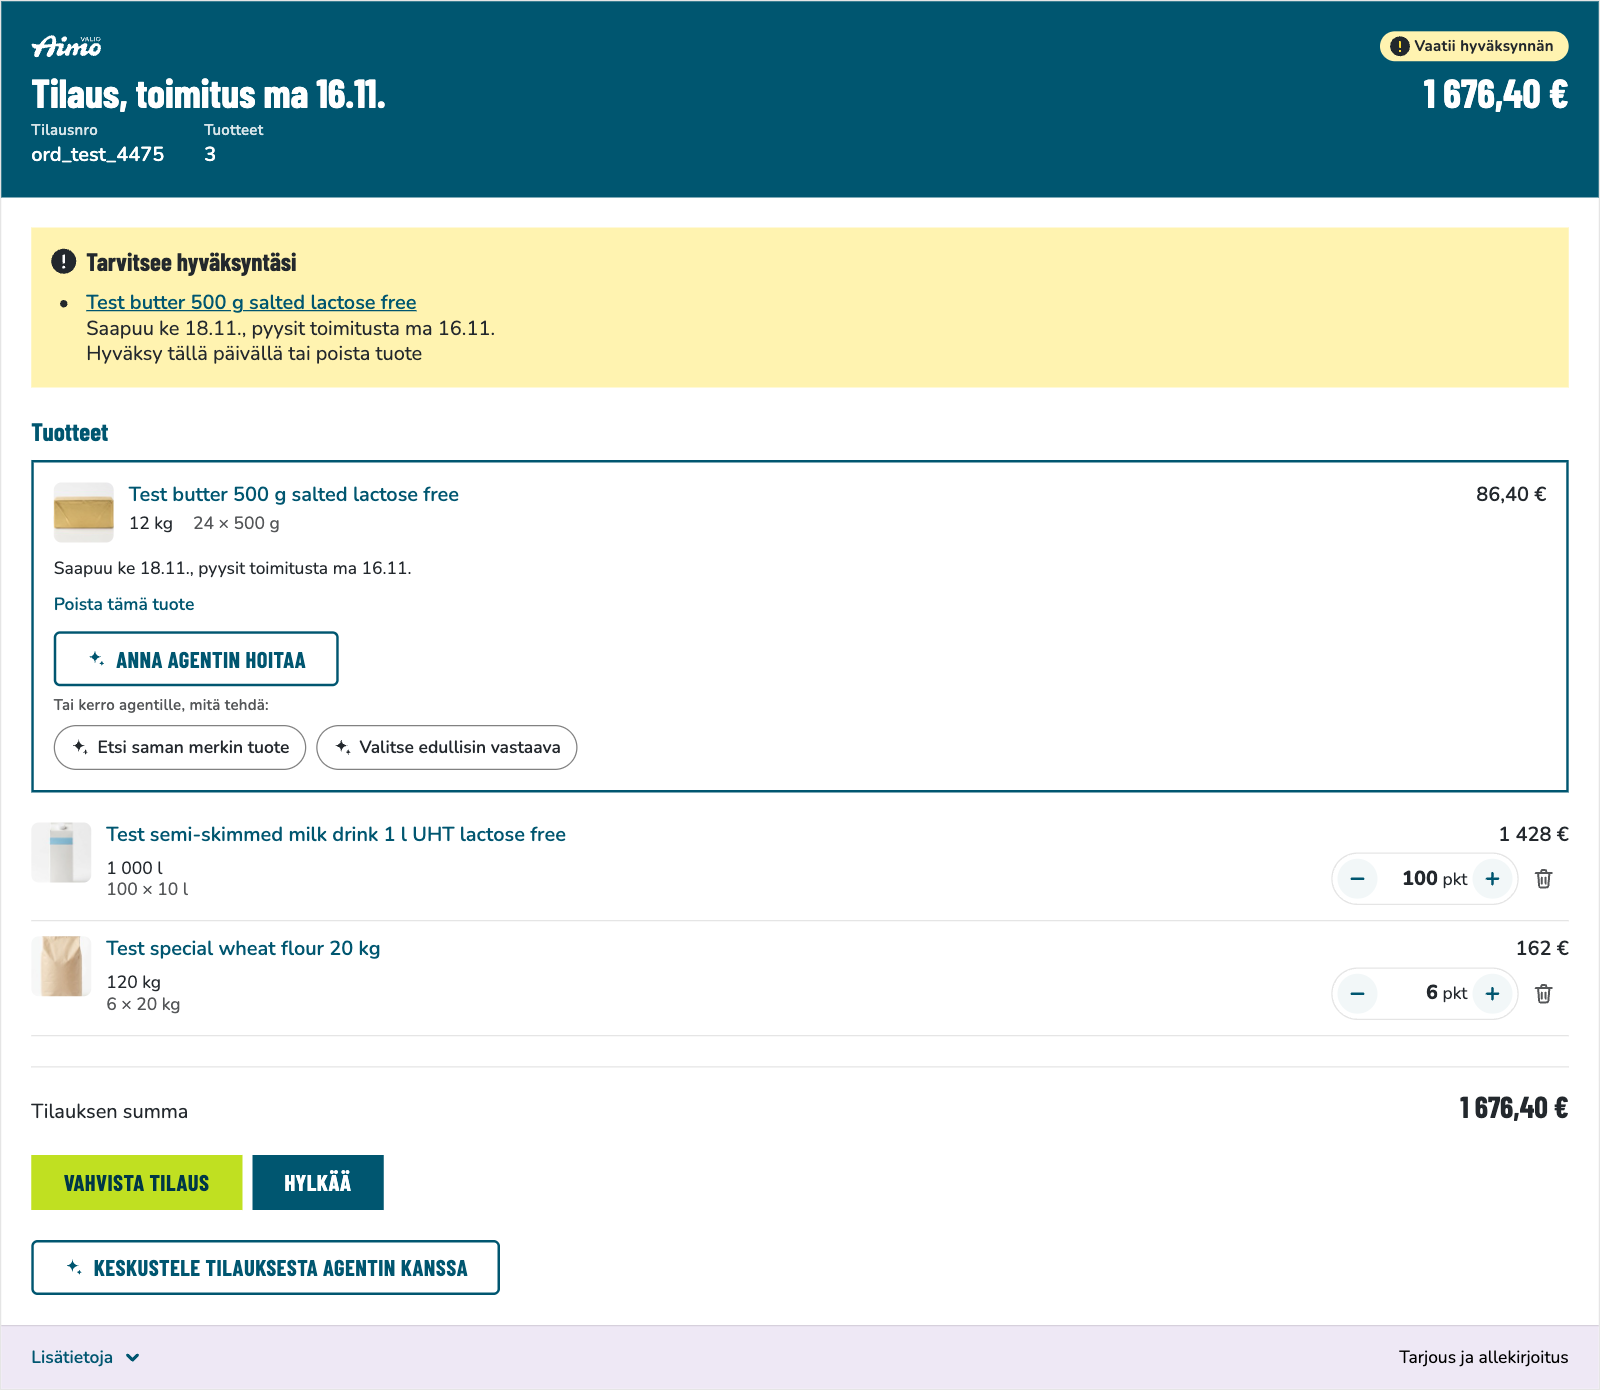 Aimo VALIO
Vaatii hyväksynnän
Tilaus, toimitus ma 16.11.
1 676,40 €
Tilausnro
Tuotteet
ord_test_4475
3
Tarvitsee hyväksyntäsi
Test butter 500 g salted lactose free
Saapuu ke 18.11., pyysit toimitusta ma 16.11.
Hyväksy tällä päivällä tai poista tuote
Tuotteet
Test butter 500 g salted lactose free
86,40 €
12 kg 24 × 500 g
Saapuu ke 18.11., pyysit toimitusta ma 16.11.
Poista tämä tuote
ANNA AGENTIN HOITAA
Tai kerro agentille, mitä tehdä:
Etsi saman merkin tuote
Valitse edullisin vastaava
Test semi-skimmed milk drink 1 l UHT lactose free
1 428 €
1 000 l
100 × 10 l
− 100 pkt +
Test special wheat flour 20 kg
162 €
120 kg
6 × 20 kg
− 6 pkt +
Tilauksen summa
1 676,40 €
VAHVISTA TILAUS
HYLKÄÄ
KESKUSTELE TILAUKSESTA AGENTIN KANSSA
Lisätietoja
Tarjous ja allekirjoitus